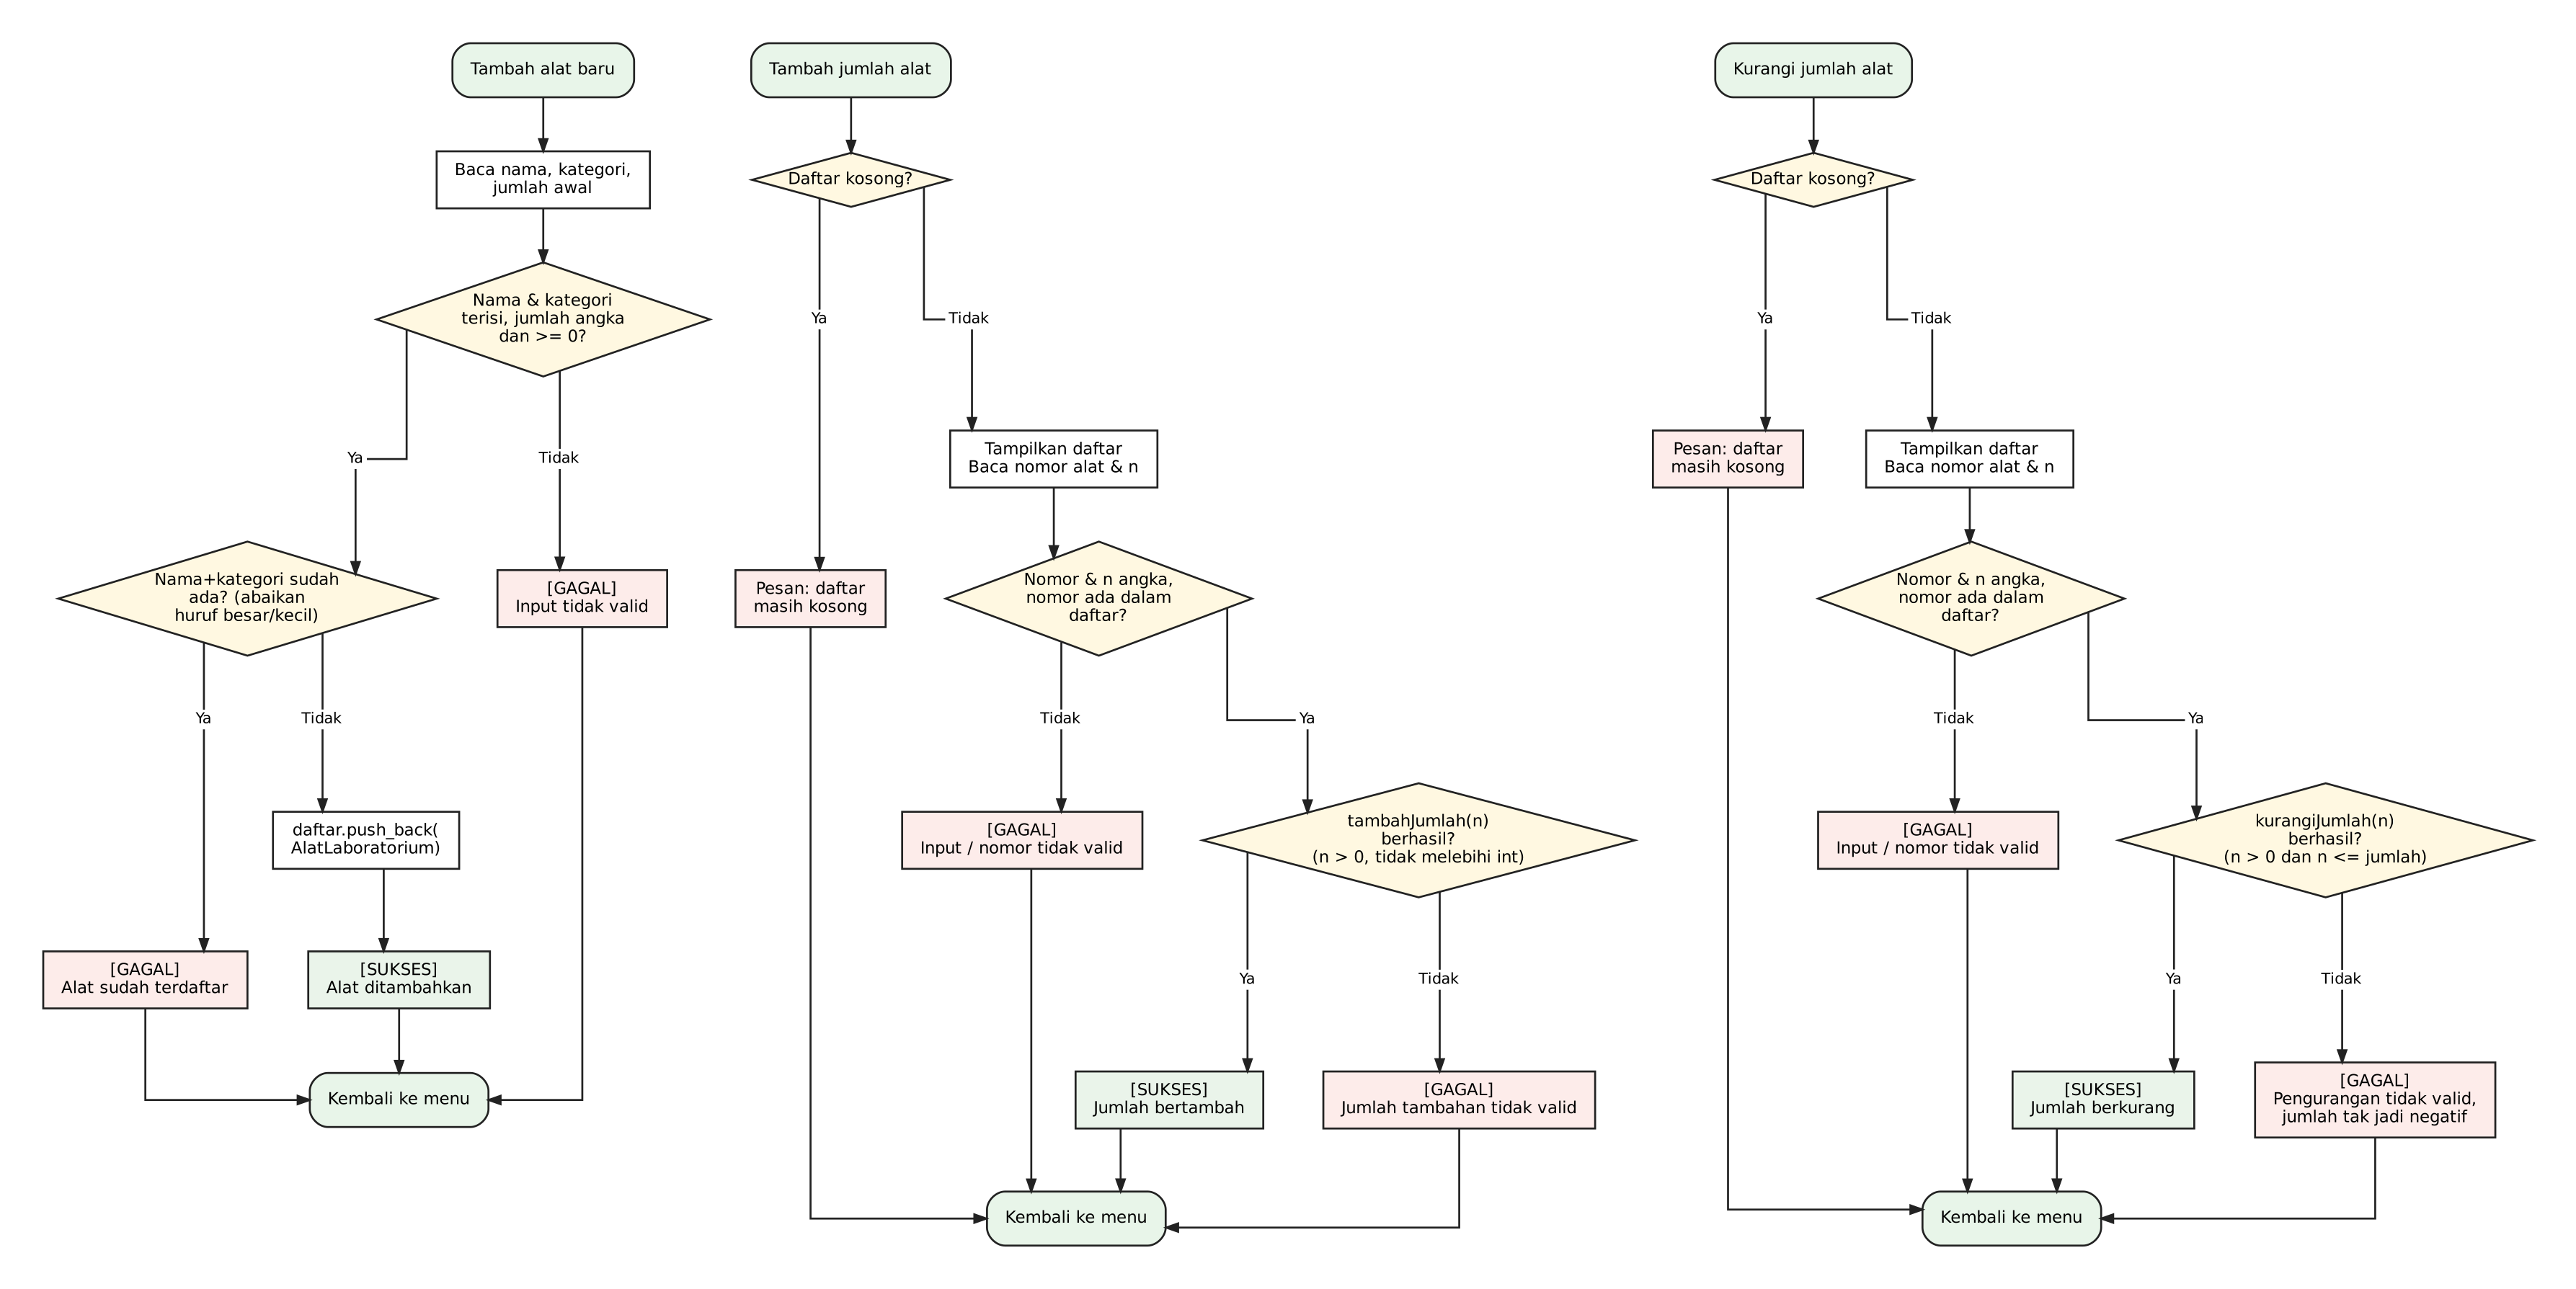 Tambah alat baru
Baca nama, kategori,
jumlah awal
Nama & kategori
terisi, jumlah angka
dan >= 0?
Ya
Tidak
Nama+kategori sudah
ada? (abaikan
huruf besar/kecil)
[GAGAL]
Input tidak valid
Ya
Tidak
daftar.push_back(
AlatLaboratorium)
[GAGAL]
Alat sudah terdaftar
[SUKSES]
Alat ditambahkan
Kembali ke menu
Tambah jumlah alat
Daftar kosong?
Ya
Tidak
Tampilkan daftar
Baca nomor alat & n
Pesan: daftar
masih kosong
Nomor & n angka,
nomor ada dalam
daftar?
Tidak
Ya
[GAGAL]
Input / nomor tidak valid
tambahJumlah(n)
berhasil?
(n > 0, tidak melebihi int)
Ya
Tidak
[SUKSES]
Jumlah bertambah
[GAGAL]
Jumlah tambahan tidak valid
Kembali ke menu
Kurangi jumlah alat
Daftar kosong?
Ya
Tidak
Pesan: daftar
masih kosong
Tampilkan daftar
Baca nomor alat & n
Nomor & n angka,
nomor ada dalam
daftar?
Tidak
Ya
[GAGAL]
Input / nomor tidak valid
kurangiJumlah(n)
berhasil?
(n > 0 dan n <= jumlah)
Ya
Tidak
[SUKSES]
Jumlah berkurang
[GAGAL]
Pengurangan tidak valid,
jumlah tak jadi negatif
Kembali ke menu